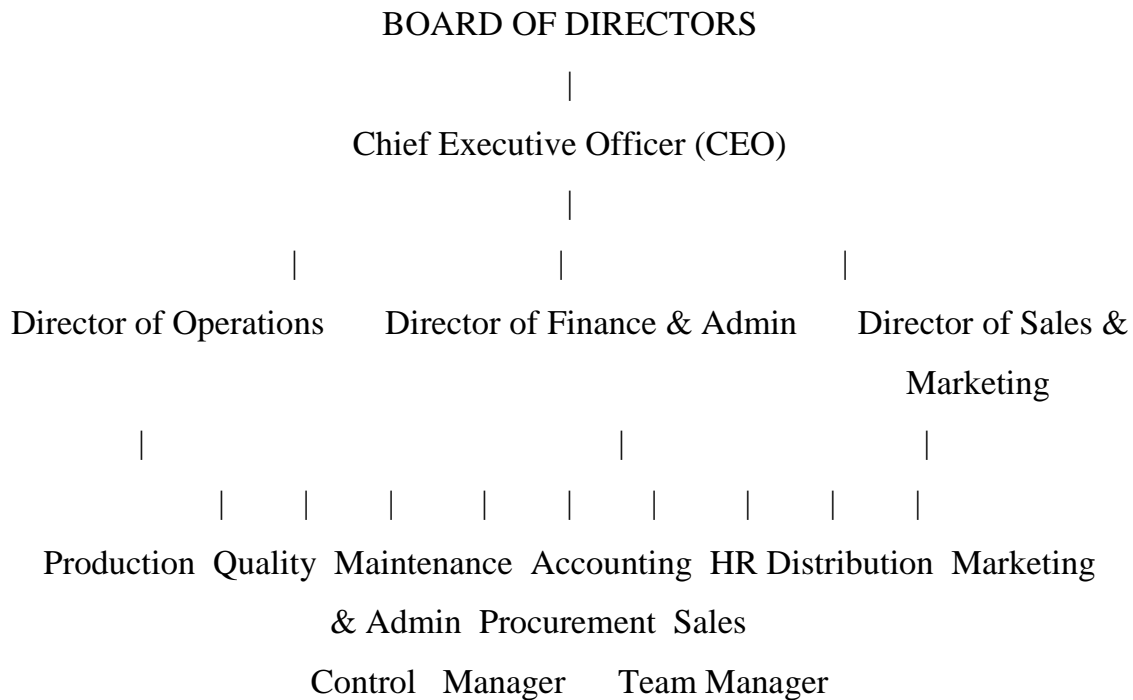 BOARD OF DIRECTORS
|
Chief Executive Officer (CEO)
|
| | |
Director of Operations Director of Finance & Admin Director of Sales &
Marketing
| | |
| | | | | | | | |
Production Quality Maintenance Accounting HR Distribution Marketing
& Admin Procurement Sales
Control Manager Team Manager